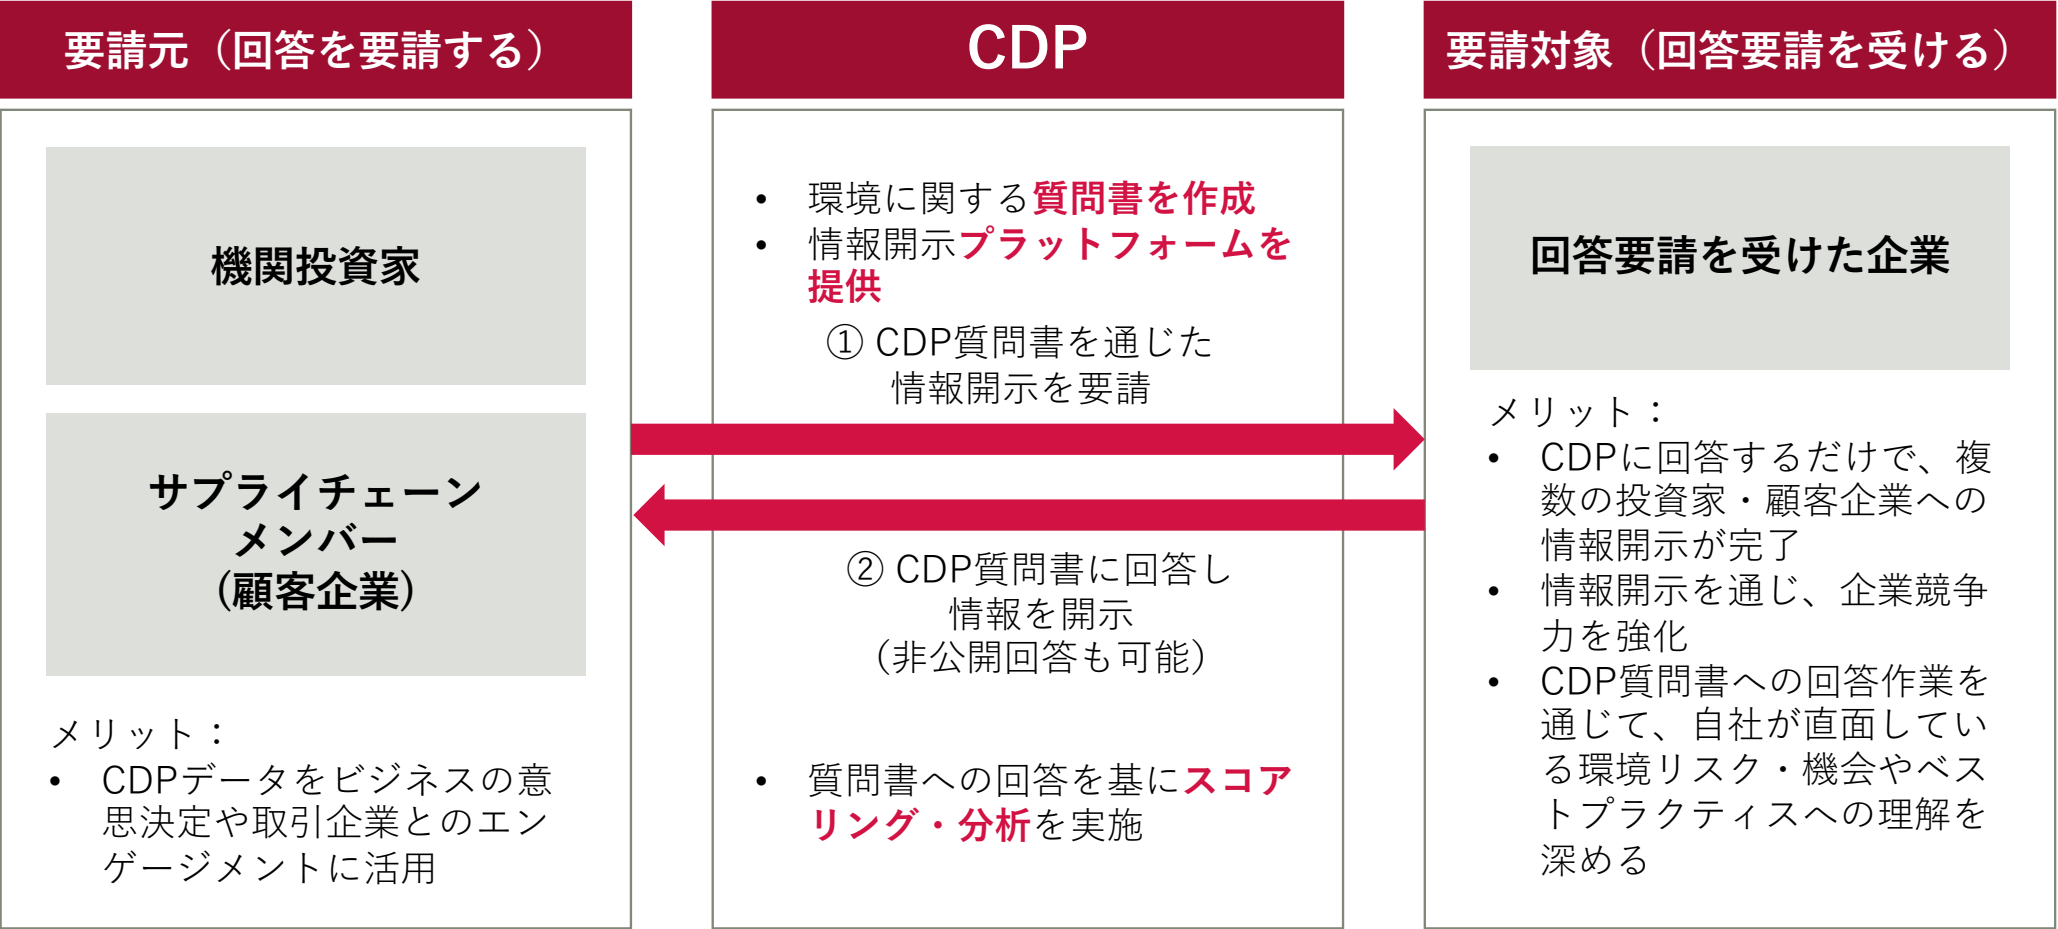 要請元（回答を要請する）
機関投資家
サプライチェーン
メンバー
(顧客企業)
メリット：
• CDPデータをビジネスの意
思決定や取引企業とのエン
ゲージメントに活用
CDP
• 環境に関する質問書を作成
• 情報開示プラットフォームを
提供
① CDP質問書を通じた
情報開示を要請
② CDP質問書に回答し
情報を開示
（非公開回答も可能）
• 質問書への回答を基にスコア
リング・分析を実施
要請対象（回答要請を受ける）
回答要請を受けた企業
メリット：
• CDPに回答するだけで、複
数の投資家・顧客企業への
情報開示が完了
• 情報開示を通じ、企業競争
力を強化
• CDP質問書への回答作業を
通じて、自社が直面してい
る環境リスク・機会やベス
トプラクティスへの理解を
深める